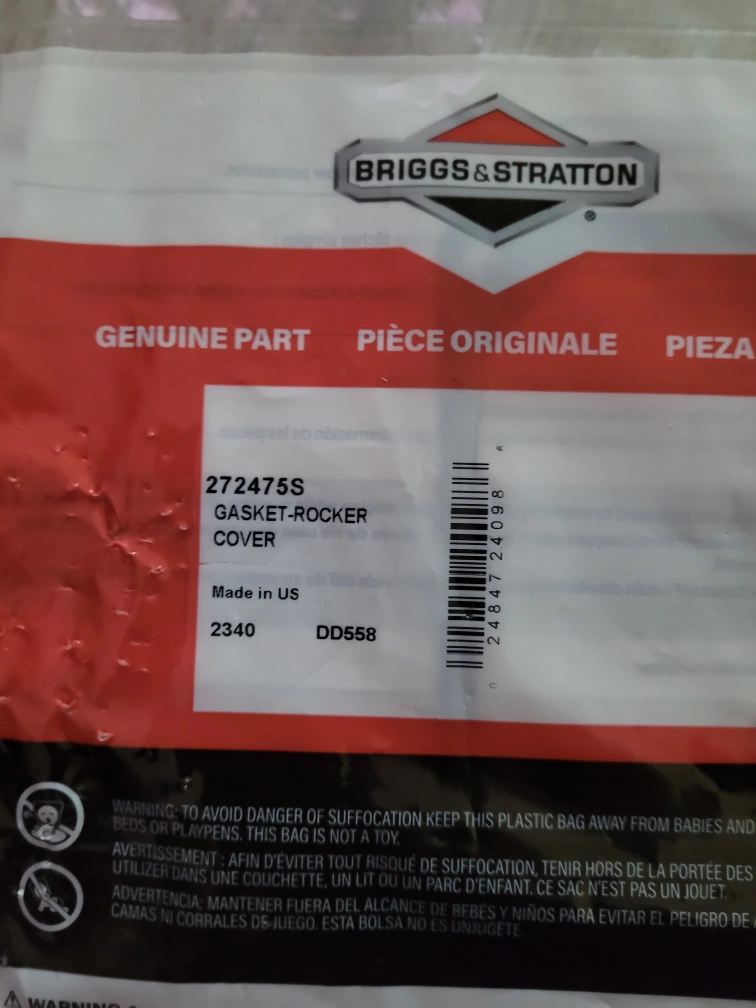 BRIGGS&STRATTON
®
GENUINE PART PIÈCE ORIGINALE PIEZA
272475S
GASKET-ROCKER
COVER
Made in US
2340 DD558
24847 24098
WARNING: TO AVOID DANGER OF SUFFOCATION KEEP THIS PLASTIC BAG AWAY FROM BABIES AND
BEDS OR PLAYPENS. THIS BAG IS NOT A TOY.
AVERTISSEMENT : AFIN D'ÉVITER TOUT RISQUE DE SUFFOCATION, TENIR HORS DE LA PORTÉE DES
UTILIZER DANS UNE COUCHETTE, UN LIT OU UN PARC D'ENFANT. CE SAC N'EST PAS UN JOUET.
ADVERTENCIA: MANTENER FUERA DEL ALCANCE DE BEBÉS Y NIÑOS PARA EVITAR EL PELIGRO DE
CAMAS NI CORRALES DE JUEGO. ESTA BOLSA NO ES UN JUGETE.
WARNING